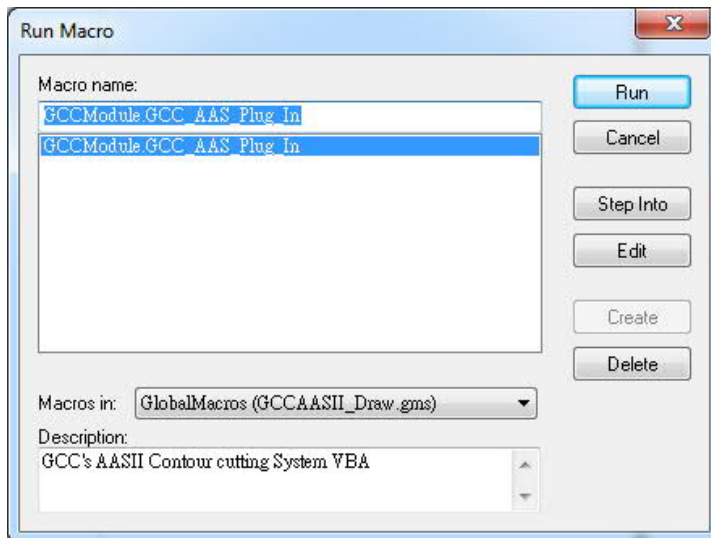 Run Macro
Macro name:
GCCModule.GCC_AAS_Plug_In
GCCModule.GCC_AAS_Plug_In
Run
Cancel
Step Into
Edit
Create
Delete
Macros in: GlobalMacros (GCCAASII_Draw.gms)
Description:
GCC's AASII Contour cutting System VBA